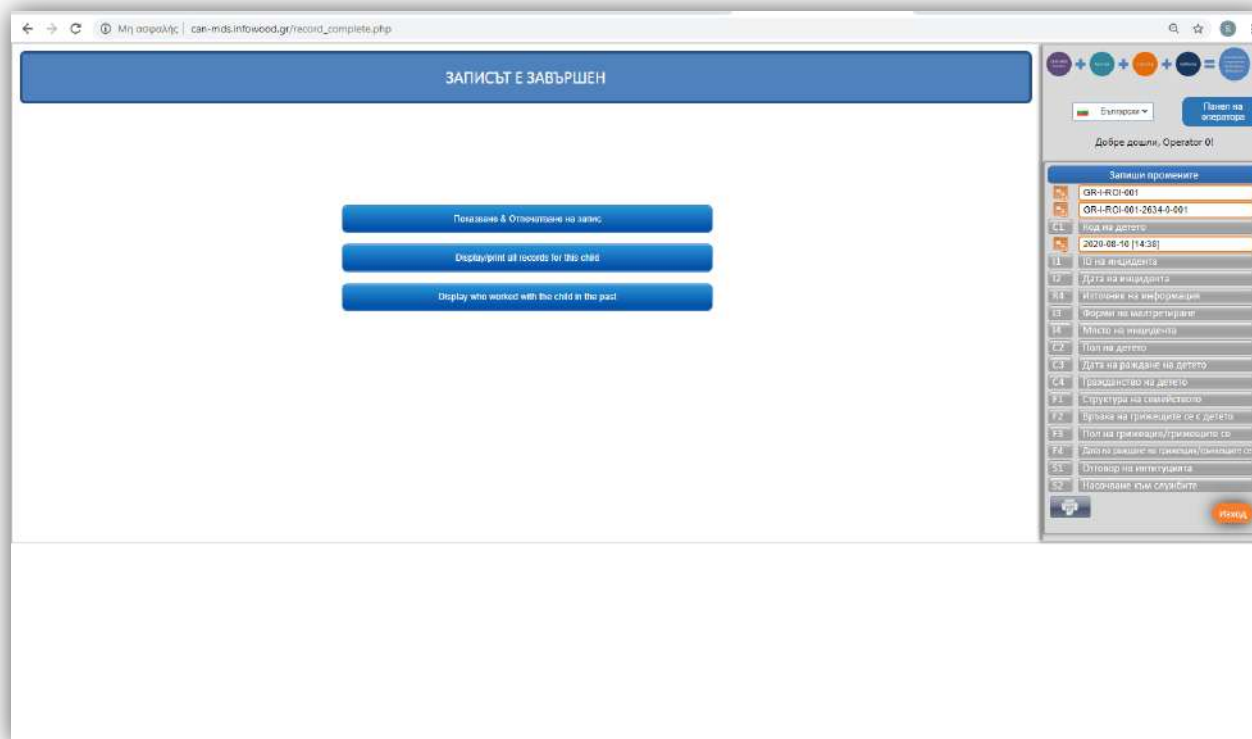 Μη ασφαλής | can-mds.infowood.gr/record_complete.php
ЗАПИСЪТ Е ЗАВЪРШЕН
Показване & Отпечатване на запис
Display/print all records for this child
Display who worked with the child in the past
Български
Панел на оператора
Добре дошли, Operator 0!
Запиши промените
GR-I-ROI-001
GR-I-ROI-001-2634-0-001
C1 Код на детето
2020-08-10 [14:38]
I1 ID на инцидента
I2 Дата на инцидента
R4 Източник на информация
I3 Форми на малтретиране
I4 Място на инцидента
C2 Пол на детето
C3 Дата на раждане на детето
C4 Гражданство на детето
F1 Структура на семейството
F2 Връзка на грижещите се с детето
F3 Пол на грижещия/грижещите се
F4 Дата на раждане на грижещия/грижещите се
S1 Отговор на институцията
S2 Насочване към службите
Изход